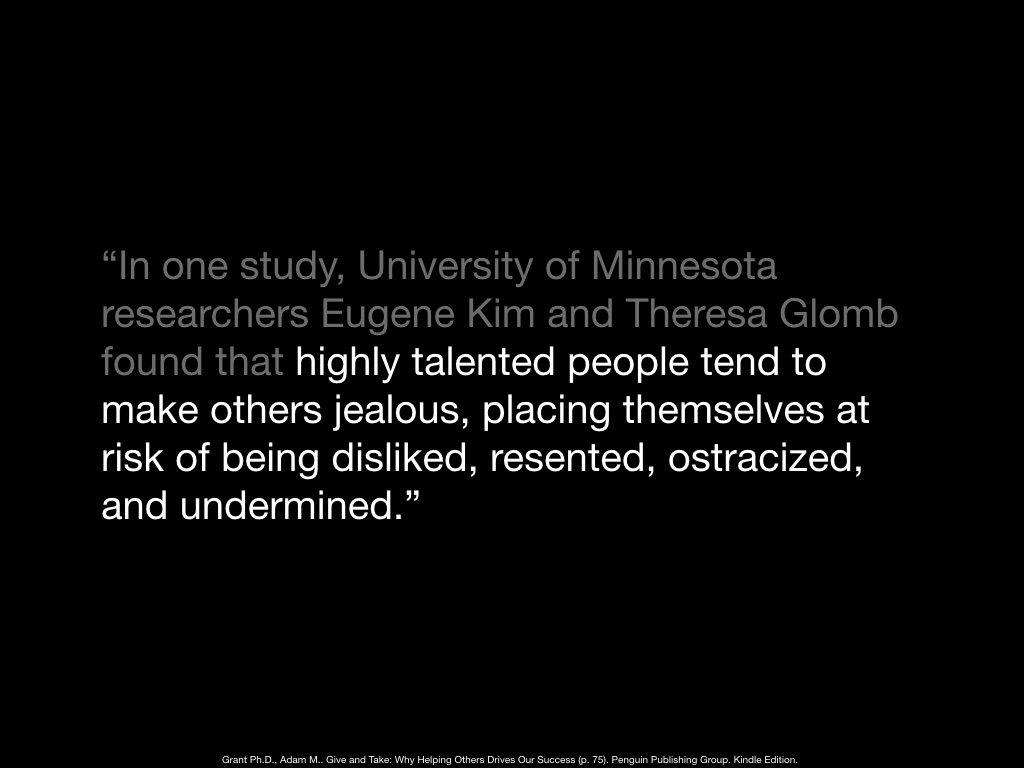 “In one study, University of Minnesota
researchers Eugene Kim and Theresa Glomb
found that highly talented people tend to
make others jealous, placing themselves at
risk of being disliked, resented, ostracized,
and undermined.”
Grant Ph.D., Adam M.. Give and Take: Why Helping Others Drives Our Success (p. 75). Penguin Publishing Group. Kindle Edition.